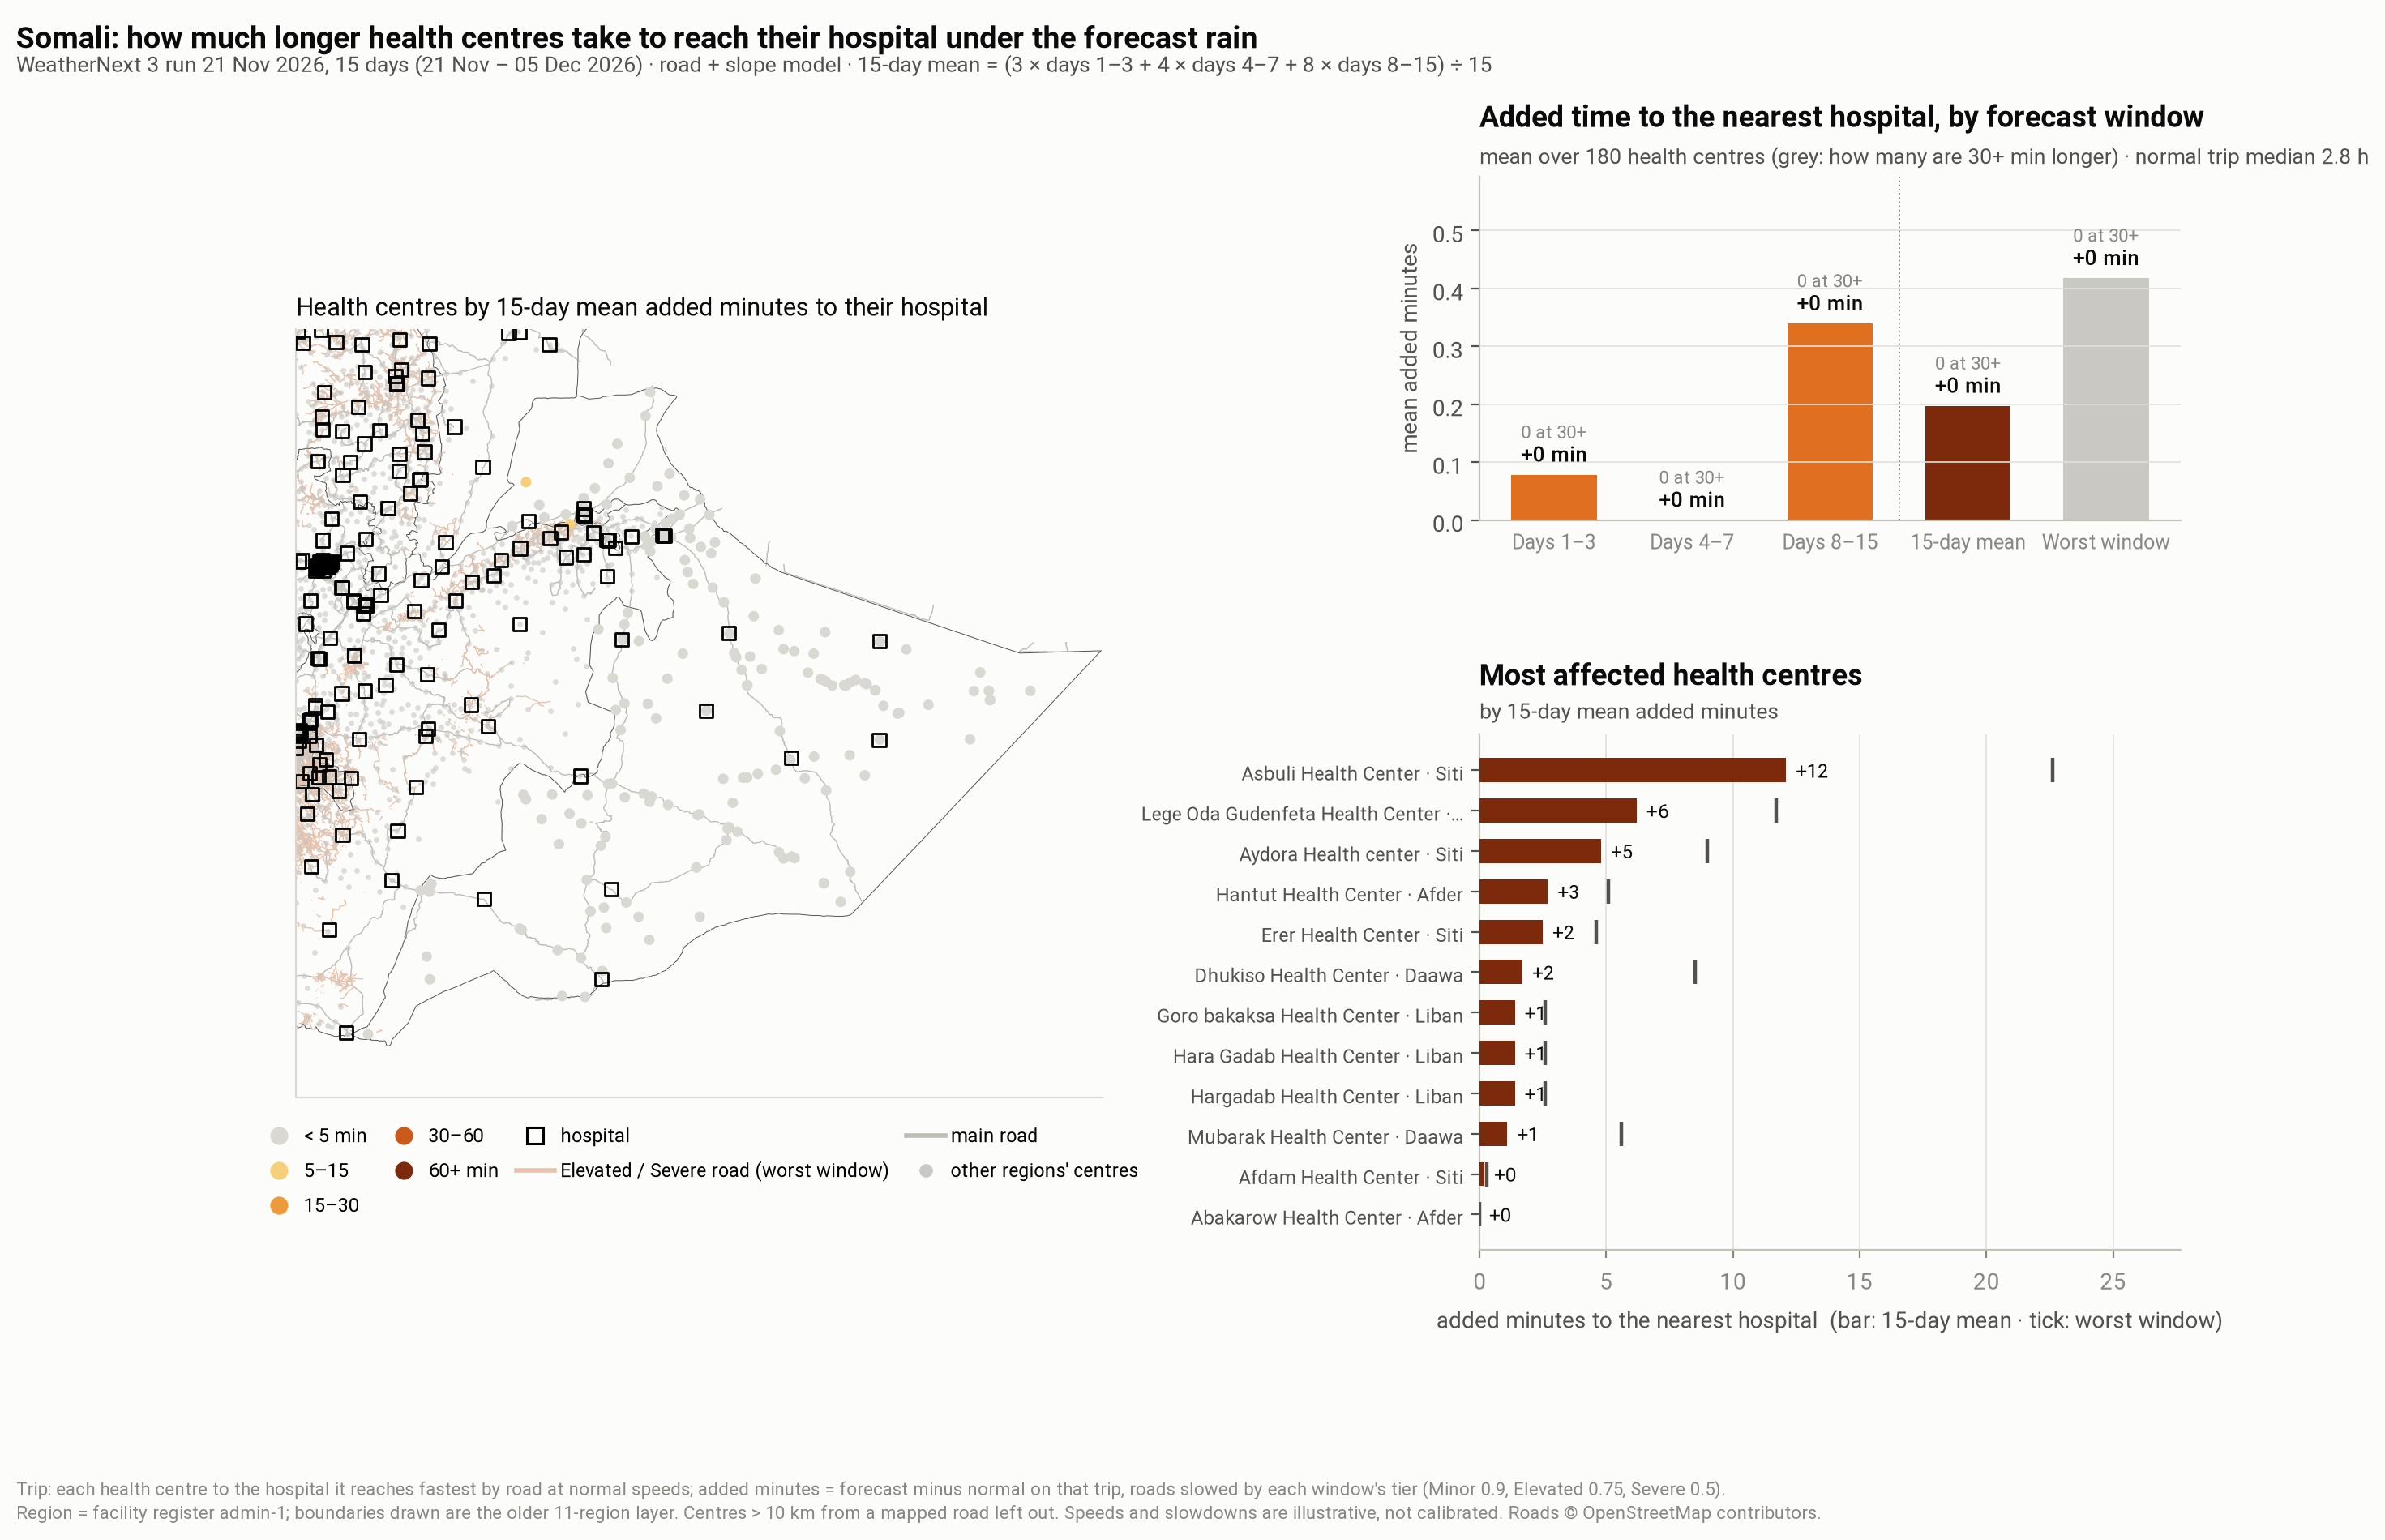 Somali: how much longer health centres take to reach their hospital under the forecast rain
WeatherNext 3 run 21 Nov 2026, 15 days (21 Nov – 05 Dec 2026) · road + slope model · 15-day mean = (3 × days 1–3 + 4 × days 4–7 + 8 × days 8–15) ÷ 15
Health centres by 15-day mean added minutes to their hospital
< 5 min
30–60
hospital
main road
5–15
60+ min
Elevated / Severe road (worst window)
other regions' centres
15–30
Added time to the nearest hospital, by forecast window
mean over 180 health centres (grey: how many are 30+ min longer) · normal trip median 2.8 h
mean added minutes
0.5
0.4
0.3
0.2
0.1
0.0
0 at 30+
+0 min
0 at 30+
+0 min
0 at 30+
+0 min
0 at 30+
+0 min
0 at 30+
+0 min
Days 1–3
Days 4–7
Days 8–15
15-day mean
Worst window
Most affected health centres
by 15-day mean added minutes
Asbuli Health Center · Siti +12
Lege Oda Gudenfeta Health Center ·... +6
Aydora Health center · Siti +5
Hantut Health Center · Afder +3
Erer Health Center · Siti +2
Dhukiso Health Center · Daawa +2
Goro bakaksa Health Center · Liban +1
Hara Gadab Health Center · Liban +1
Hargadab Health Center · Liban +1
Mubarak Health Center · Daawa +1
Afdam Health Center · Siti +0
Abakarow Health Center · Afder +0
0 5 10 15 20 25
added minutes to the nearest hospital (bar: 15-day mean · tick: worst window)
Trip: each health centre to the hospital it reaches fastest by road at normal speeds; added minutes = forecast minus normal on that trip, roads slowed by each window's tier (Minor 0.9, Elevated 0.75, Severe 0.5).
Region = facility register admin-1; boundaries drawn are the older 11-region layer. Centres > 10 km from a mapped road left out. Speeds and slowdowns are illustrative, not calibrated. Roads © OpenStreetMap contributors.